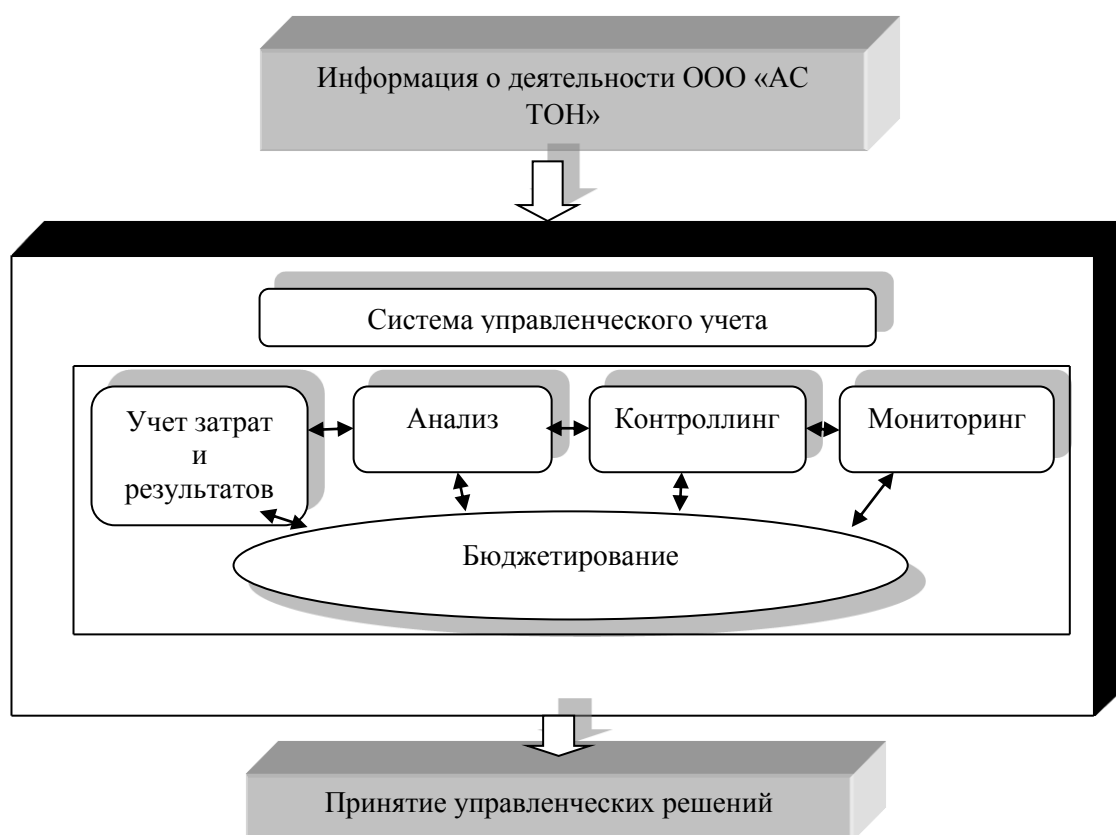 Информация о деятельности ООО «АС
ТОН»
Система управленческого учета
Учет затрат
и
результатов
Анализ
Контроллинг
Мониторинг
Бюджетирование
Принятие управленческих решений